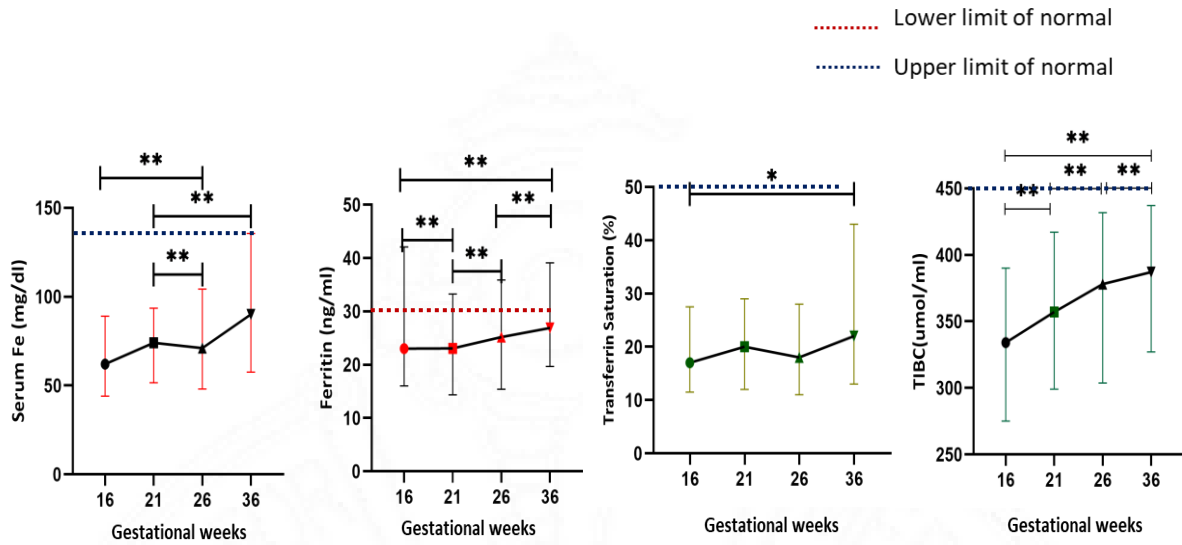 Lower limit of normal
Upper limit of normal
**
**
**
Serum Fe (mg/dl)
150
100
50
0
16 21 26 36
Gestational weeks
**
**
**
**
Ferritin (ng/ml)
50
40
30
20
10
0
16 21 26 36
Gestational weeks
*
Transferrin Saturation (%)
50
40
30
20
10
0
16 21 26 36
Gestational weeks
**
**
**
**
TIBC(umol/ml)
450
400
350
300
250
16 21 26 36
Gestational weeks